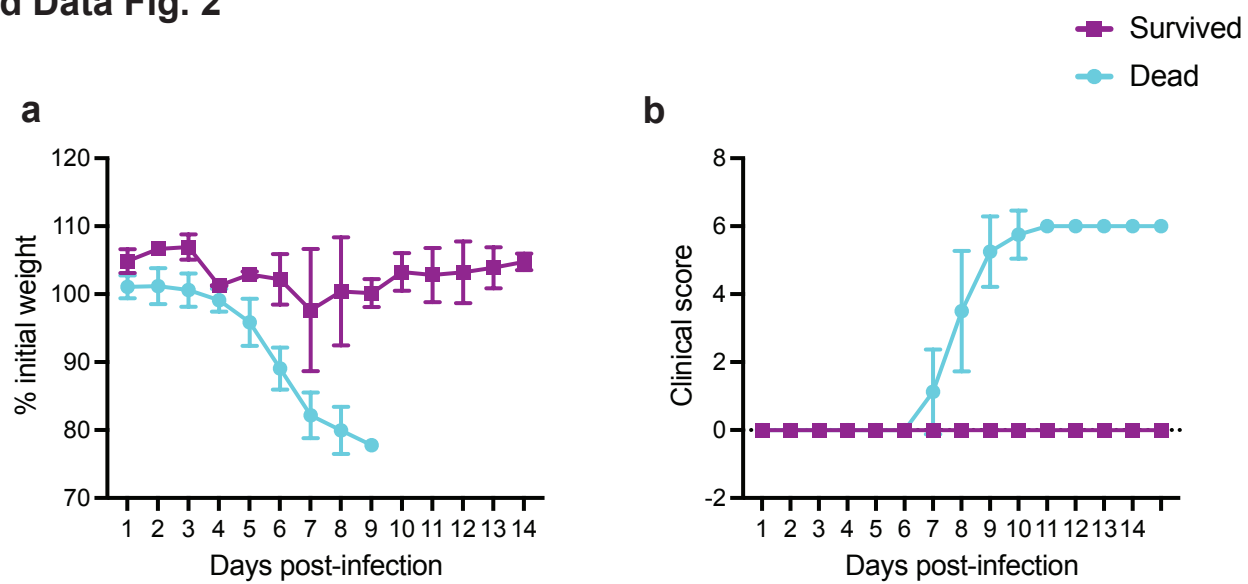 d Data Fig. 2
Survived
Dead
a
120
110
100
90
80
70
% initial weight
1 2 3 4 5 6 7 8 9 10 11 12 13 14
Days post-infection
b
8
6
4
2
0
-2
Clinical score
1 2 3 4 5 6 7 8 9 10 11 12 13 14
Days post-infection